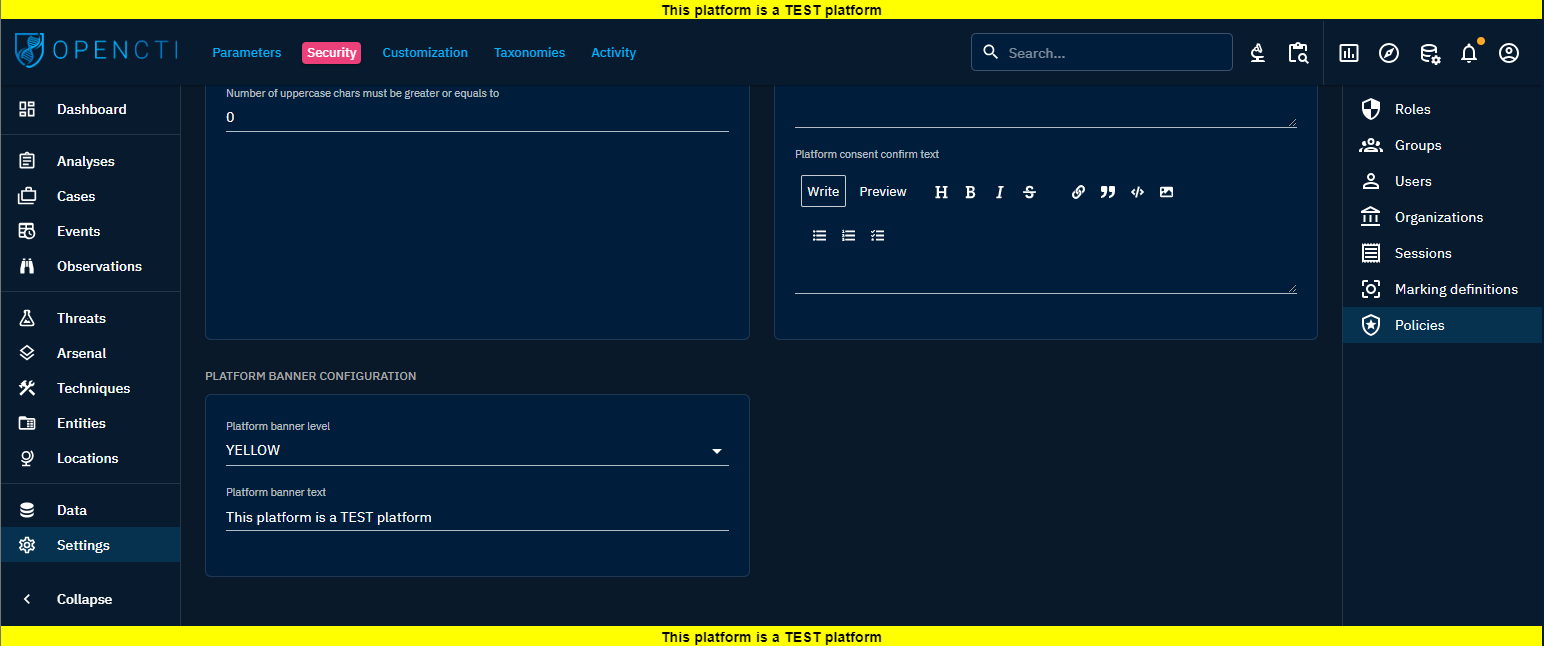 This platform is a TEST platform
OPENCTI
Parameters
Security
Customization
Taxonomies
Activity
Search...
Dashboard
Analyses
Cases
Events
Observations
Threats
Arsenal
Techniques
Entities
Locations
Data
Settings
Collapse
Number of uppercase chars must be greater or equals to
0
Platform consent confirm text
Write
Preview
H B I S
PLATFORM BANNER CONFIGURATION
Platform banner level
YELLOW
Platform banner text
This platform is a TEST platform
Roles
Groups
Users
Organizations
Sessions
Marking definitions
Policies
This platform is a TEST platform